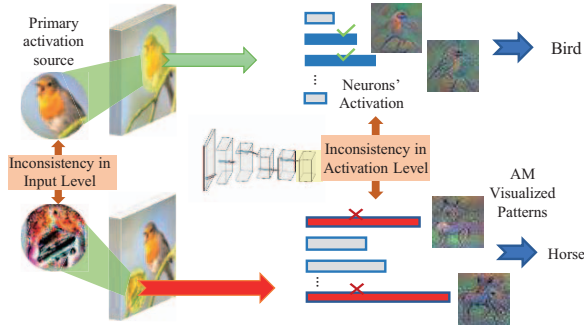 Primary
activation
source
Bird
Neurons'
Activation
Inconsistency in
Input Level
Inconsistency in
Activation Level
AM
Visualized
Patterns
Horse